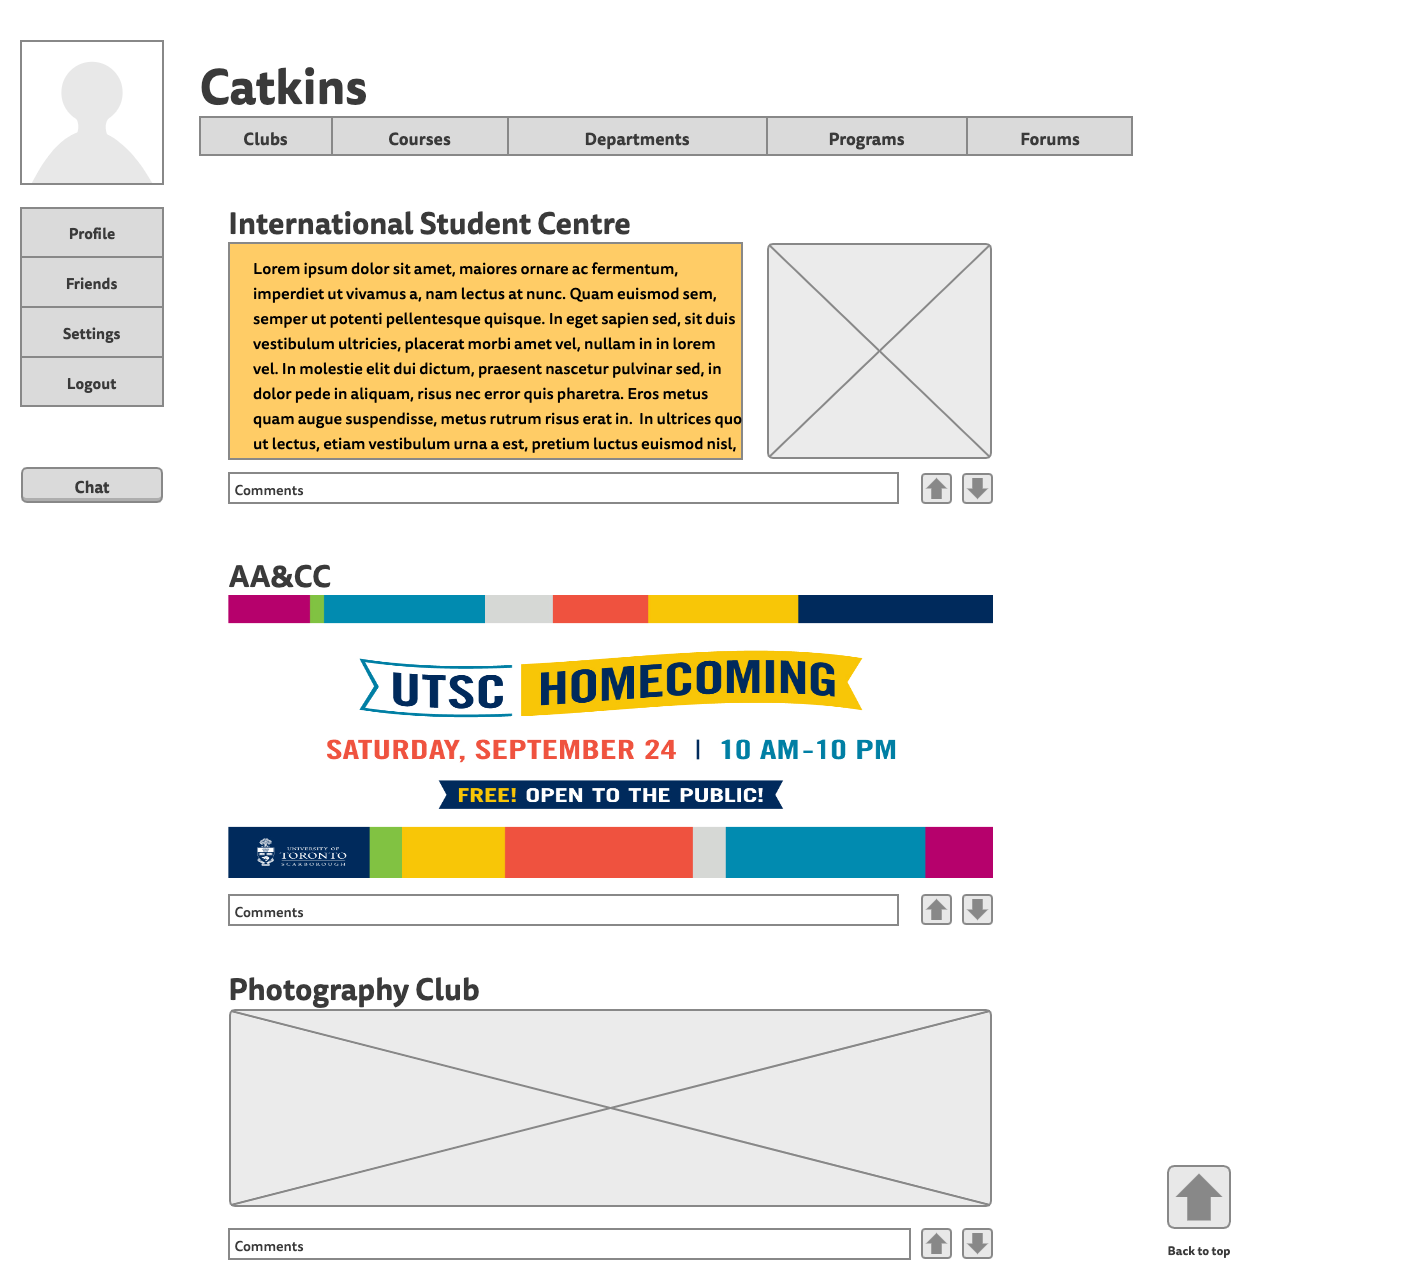 Catkins
Clubs
Courses
Departments
Programs
Forums
Profile
Friends
Settings
Logout
Chat
International Student Centre
Lorem ipsum dolor sit amet, maiores ornare ac fermentum,
imperdiet ut vivamus a, nam lectus at nunc. Quam euismod sem,
semper ut potenti pellentesque quisque. In eget sapien sed, sit duis
vestibulum ultricies, placerat morbi amet vel, nullam in in lorem
vel. In molestie elit dui dictum, praesent nascetur pulvinar sed, in
dolor pede in aliquam, risus nec error quis pharetra. Eros metus
quam augue suspendisse, metus rutrum risus erat in.  In ultrices quo
ut lectus, etiam vestibulum urna a est, pretium luctus euismod nisl,
Comments
AA&CC
UTSC HOMECOMING
SATURDAY, SEPTEMBER 24 | 10 AM-10 PM
FREE! OPEN TO THE PUBLIC!
UNIVERSITY OF
TORONTO
SCARBOROUGH
Comments
Photography Club
Comments
Back to top